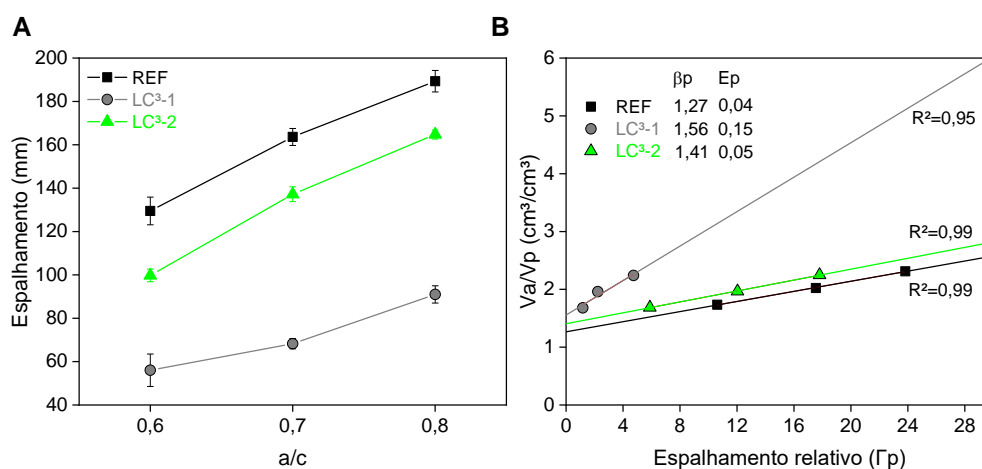 A
Espalhamento (mm)
200
180
160
140
120
100
80
60
40
REF
LC³-1
LC³-2
0,6
0,7
0,8
a/c
B
Va/Vp (cm³/cm³)
6
5
4
3
2
1
0
βp Ep
REF 1,27 0,04
LC³-1 1,56 0,15
LC³-2 1,41 0,05
R²=0,95
R²=0,99
R²=0,99
0 4 8 12 16 20 24 28
Espalhamento relativo (Γp)